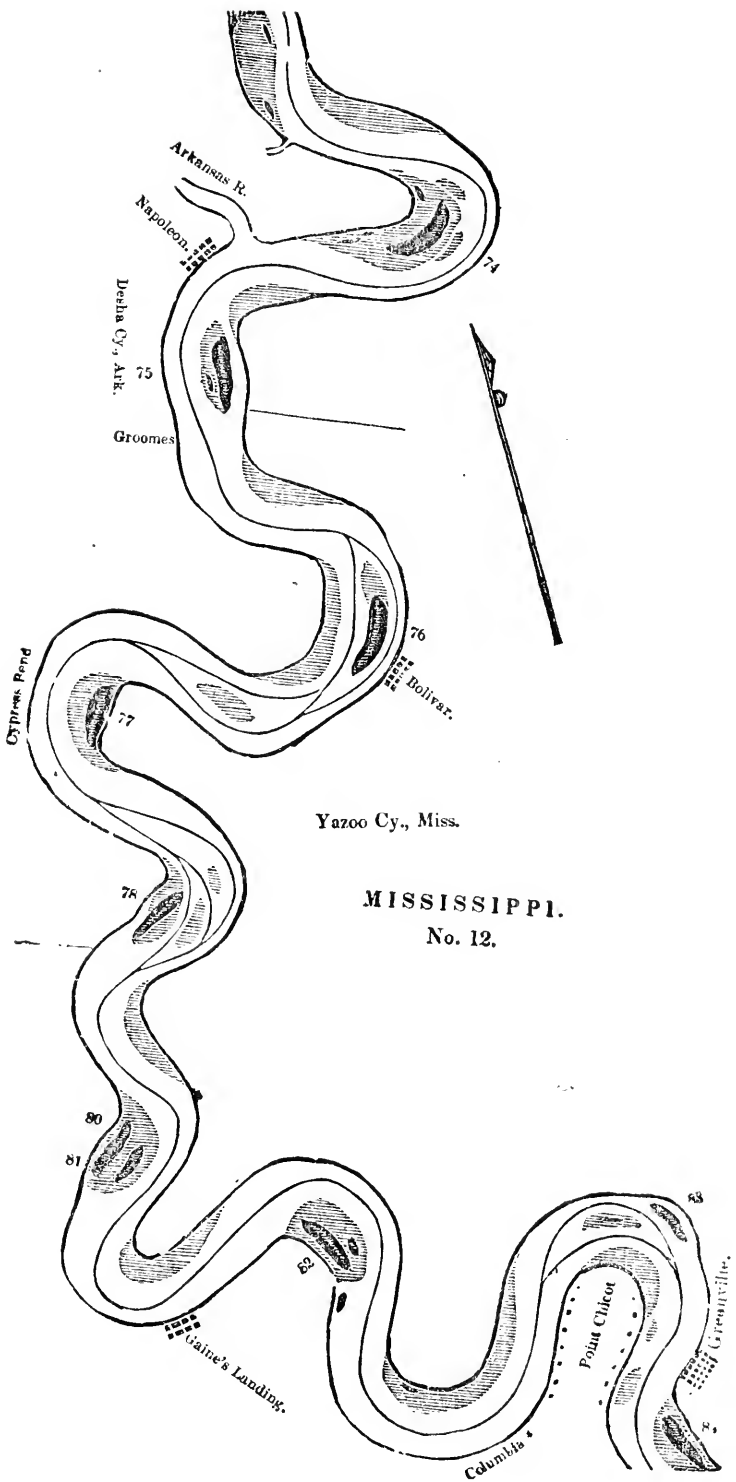 Arkansas R.
Napoleon.
74
Desha Cy., Ark.
75
Groomes
76
Bolivar.
Cypress Bend
77
Yazoo Cy., Miss.
78
MISSISSIPPI.
No. 12.
80
81
83
82
Greenville.
Point Chicot
Gaine's Landing.
Columbia